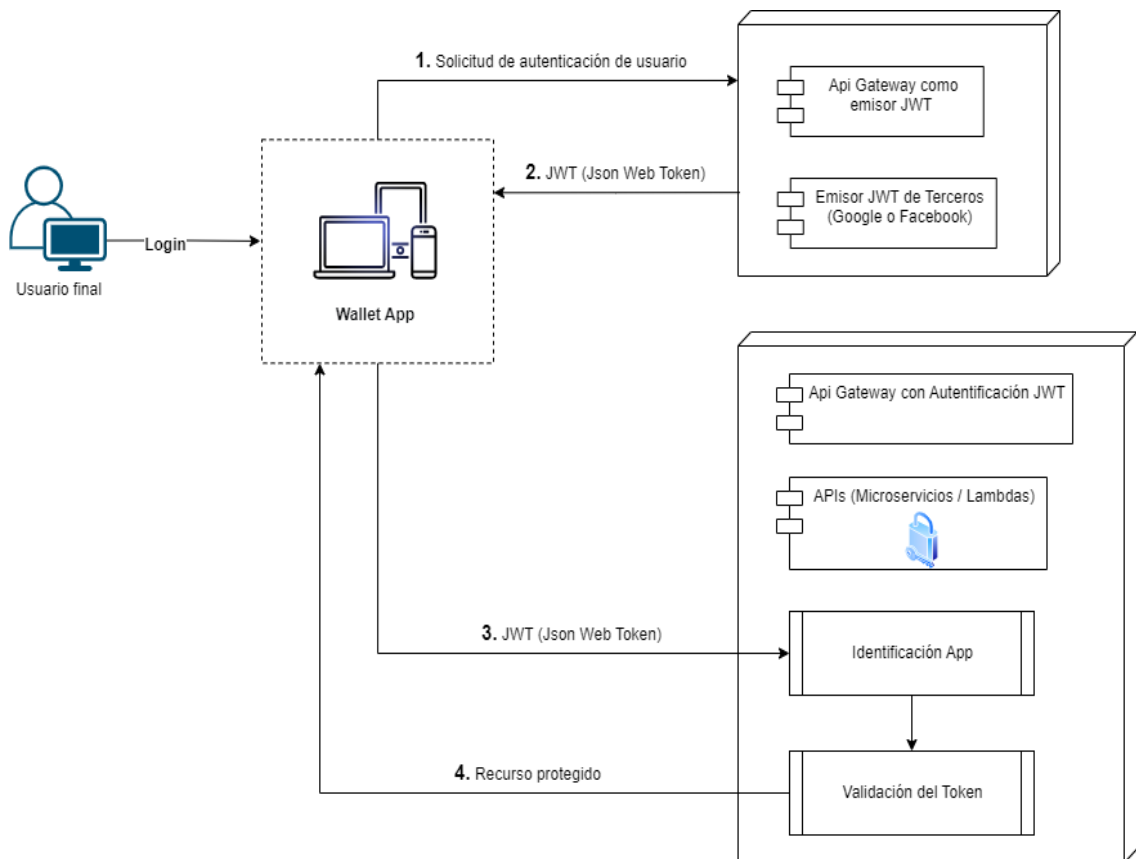 1. Solicitud de autenticación de usuario
Api Gateway como
emisor JWT
2. JWT (Json Web Token)
Emisor JWT de Terceros
(Google o Facebook)
Login
Usuario final
Wallet App
Api Gateway con Autentificación JWT
APIs (Microservicios / Lambdas)
3. JWT (Json Web Token)
Identificación App
4. Recurso protegido
Validación del Token